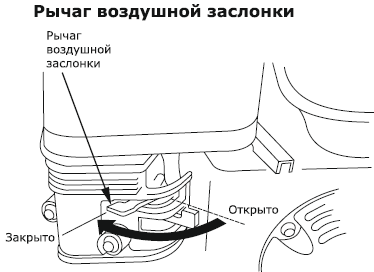 Рычаг воздушной заслонки
Рычаг
воздушной
заслонки
Открыто
Закрыто